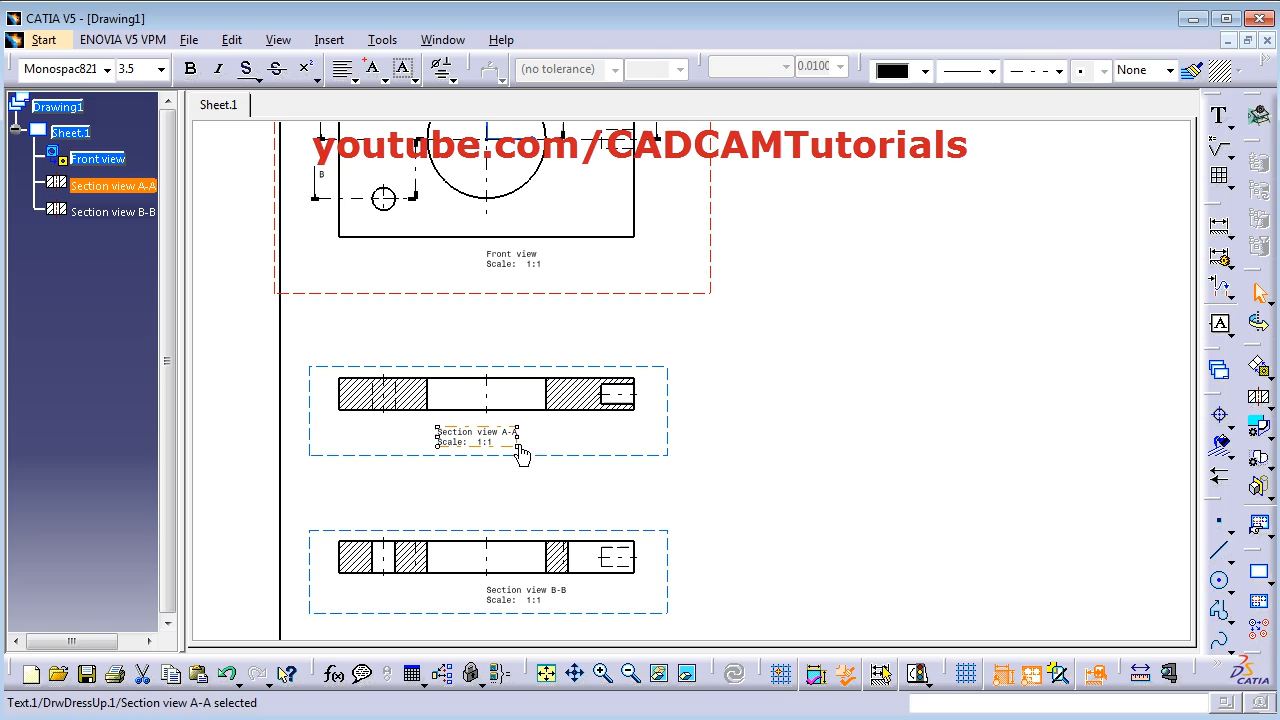 CATIA V5 - [Drawing1]
Start ENOVIA V5 VPM File Edit View Insert Tools Window Help
Monospac821 3.5 B I S S (no tolerance) 0.0100 None
Drawing1
Sheet.1
Front view
Section view A-A
Section view B-B
Sheet.1
youtube.com/CADCAMTutorials
B
Front view
Scale: 1:1
Section view A-A
Scale: 1:1
Section view B-B
Scale: 1:1
CATIA
Text.1/DrwDressUp.1/Section view A-A selected